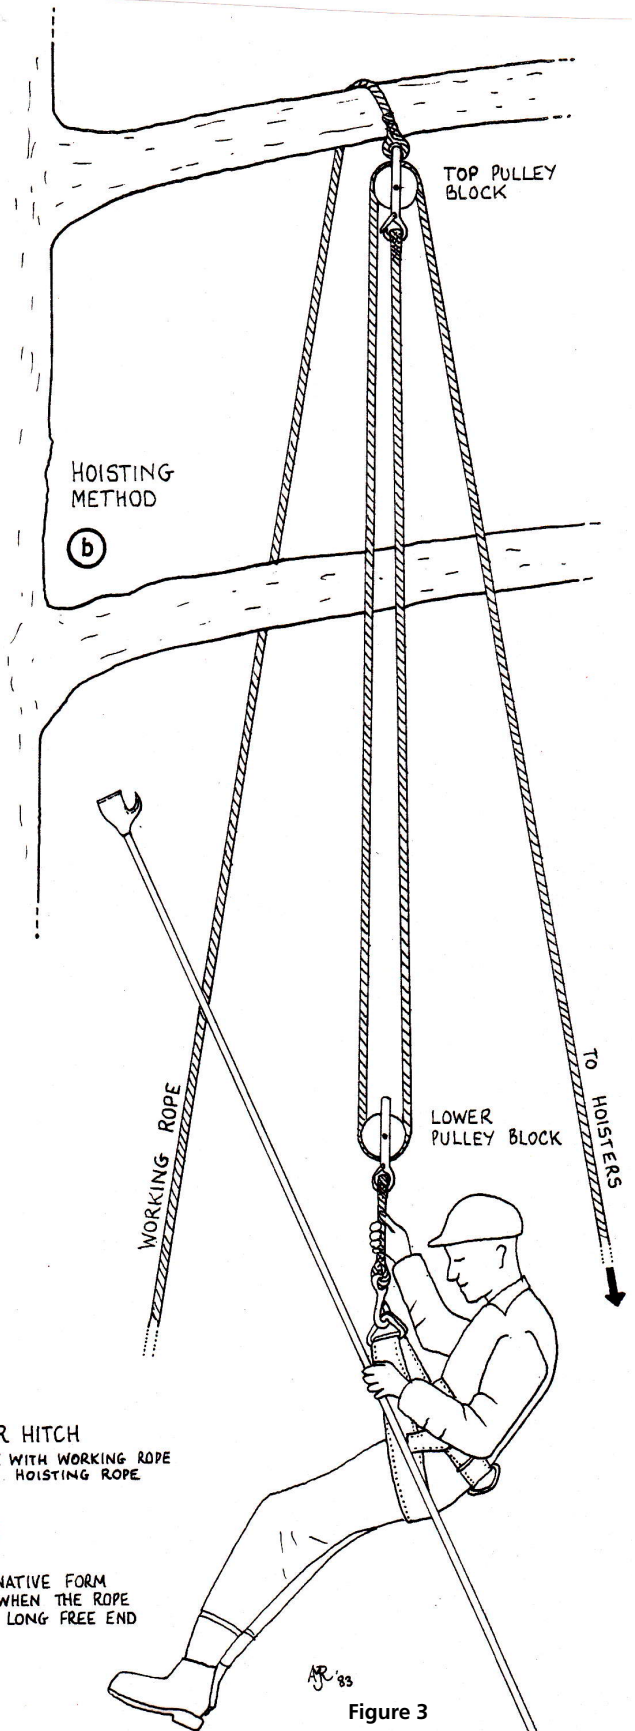 TOP PULLEY
BLOCK
HOISTING
METHOD
b
WORKING ROPE
TO HOISTERS
LOWER
PULLEY BLOCK
R HITCH
WITH WORKING ROPE
HOISTING ROPE
NATIVE FORM
WHEN THE ROPE
LONG FREE END
AJR '83
Figure 3